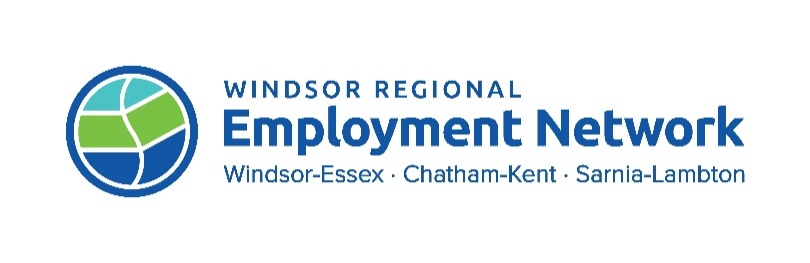 WINDSOR REGIONAL
Employment Network
Windsor-Essex · Chatham-Kent · Sarnia-Lambton